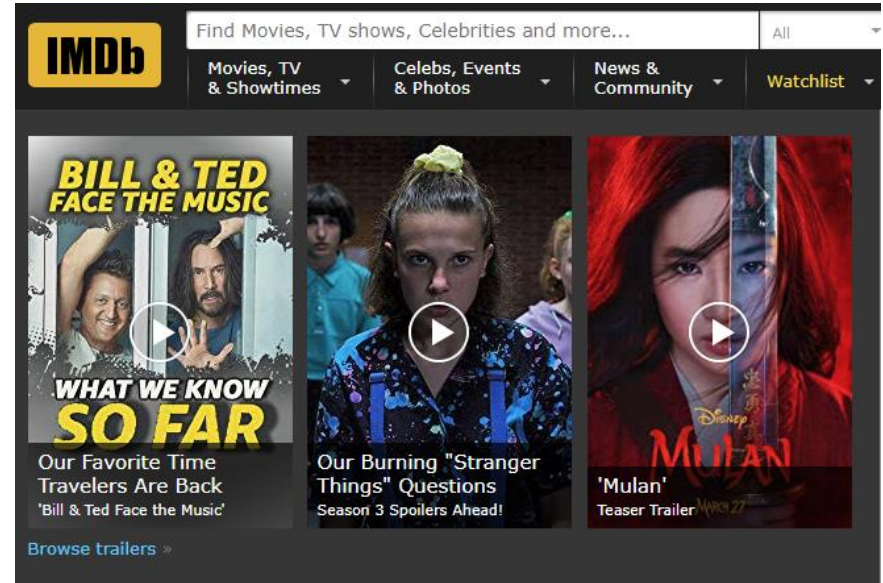 IMDb
Find Movies, TV shows, Celebrities and more...
All
Movies, TV
& Showtimes
Celebs, Events
& Photos
News &
Community
Watchlist
BILL & TED
FACE THE MUSIC
WHAT WE KNOW
SO FAR
Our Favorite Time
Travelers Are Back
'Bill & Ted Face the Music'
Our Burning "Stranger
Things" Questions
Season 3 Spoilers Ahead!
忠勇真
DISNEY
MULAN
MARCH 27
'Mulan'
Teaser Trailer
Browse trailers »